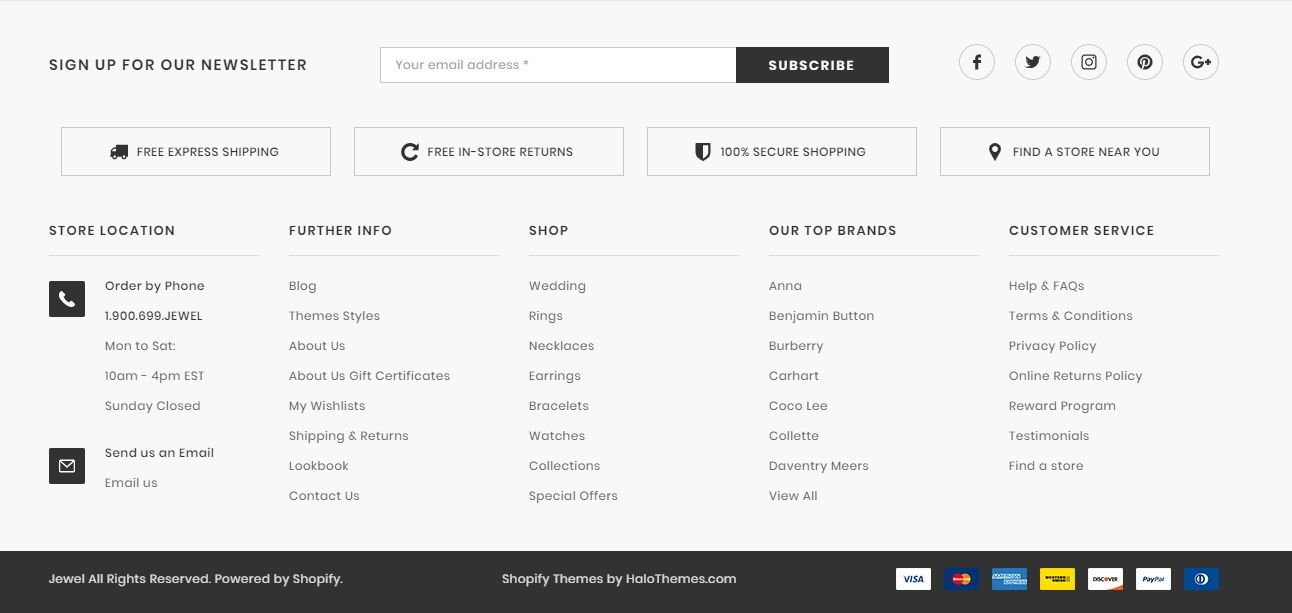 SIGN UP FOR OUR NEWSLETTER
Your email address *
SUBSCRIBE
G+
FREE EXPRESS SHIPPING
FREE IN-STORE RETURNS
100% SECURE SHOPPING
FIND A STORE NEAR YOU
STORE LOCATION
Order by Phone
1.900.699.JEWEL
Mon to Sat:
10am - 4pm EST
Sunday Closed
Send us an Email
Email us
FURTHER INFO
Blog
Themes Styles
About Us
About Us Gift Certificates
My Wishlists
Shipping & Returns
Lookbook
Contact Us
SHOP
Wedding
Rings
Necklaces
Earrings
Bracelets
Watches
Collections
Special Offers
OUR TOP BRANDS
Anna
Benjamin Button
Burberry
Carhart
Coco Lee
Collette
Daventry Meers
View All
CUSTOMER SERVICE
Help & FAQs
Terms & Conditions
Privacy Policy
Online Returns Policy
Reward Program
Testimonials
Find a store
Jewel All Rights Reserved. Powered by Shopify.
Shopify Themes by HaloThemes.com
VISA
MasterCard
AMERICAN EXPRESS
WESTERN UNION
DISCOVER
PayPal